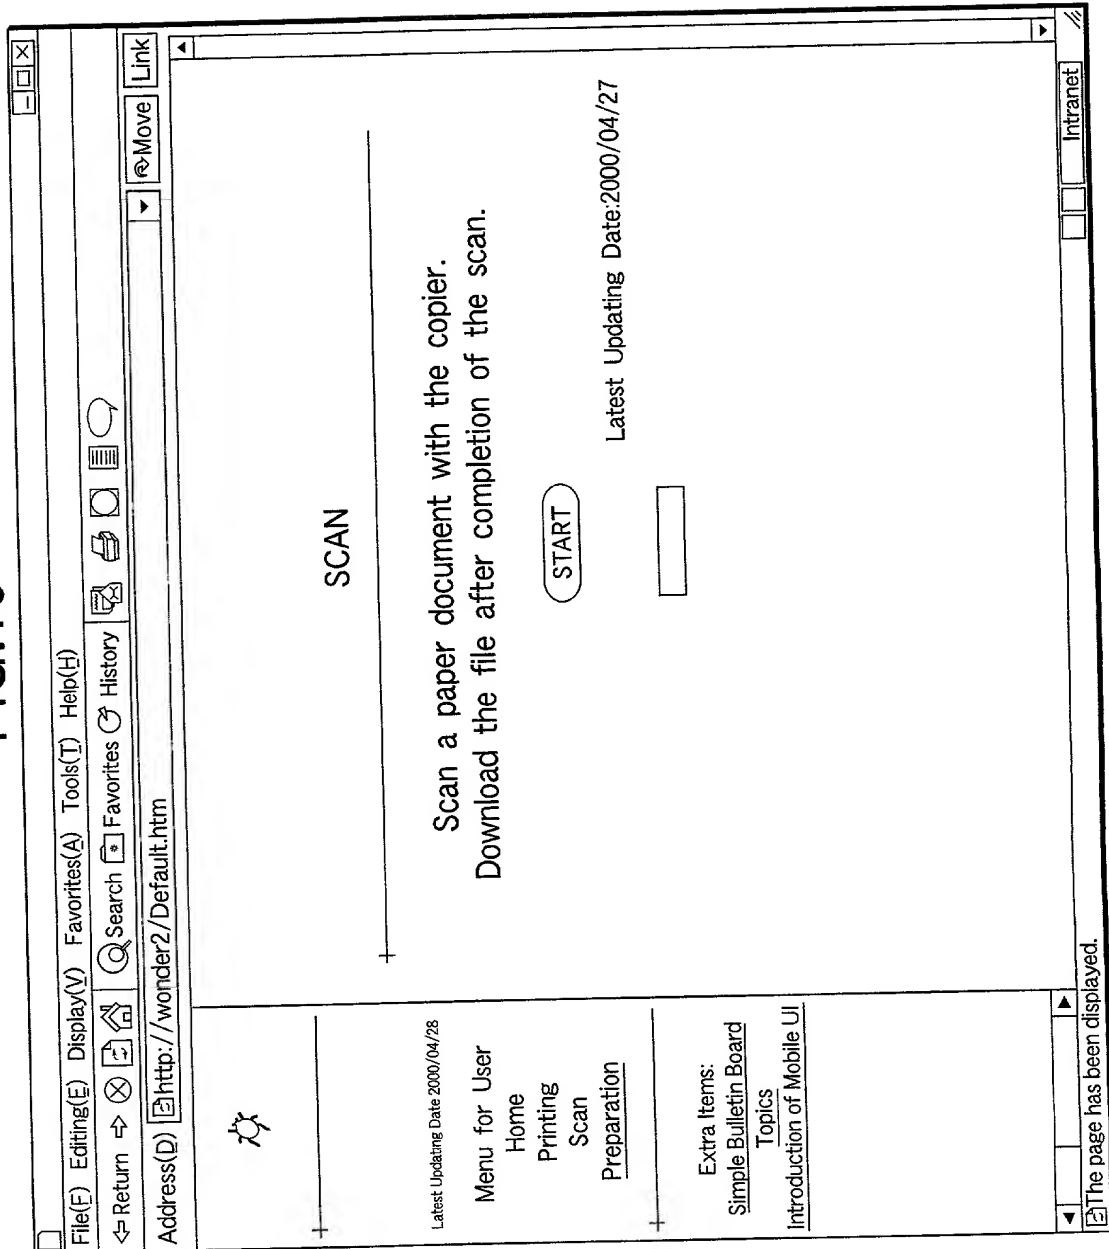 File(F) Editing(E) Display(V) Favorites(A) Tools(T) Help(H)
Return Search Favorites History
Address(D) http://wonder2/Default.htm Move Link
Latest Updating Date 2000/04/28
Menu for User
Home
Printing
Scan
Preparation
Extra Items:
Simple Bulletin Board
Topics
Introduction of Mobile UI
SCAN
Scan a paper document with the copier.
Download the file after completion of the scan.
START
Latest Updating Date:2000/04/27
The page has been displayed.
Intranet